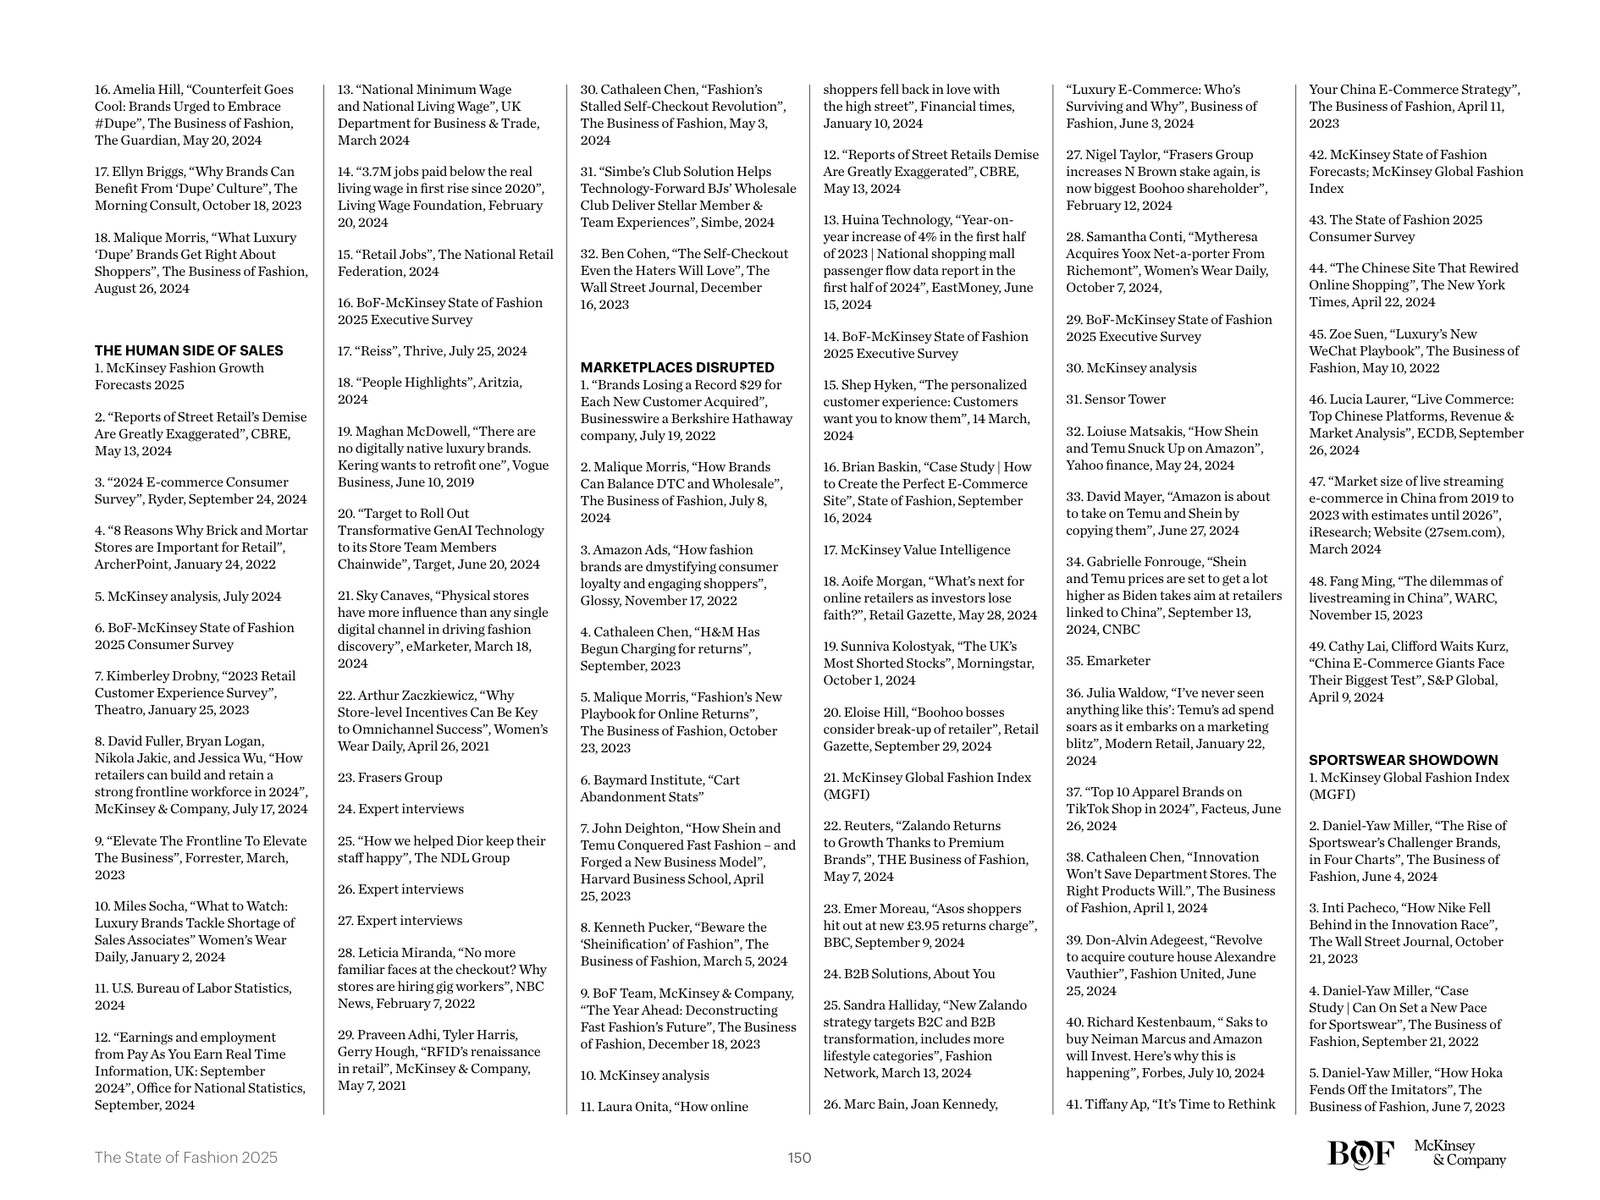 16. Amelia Hill, “Counterfeit Goes
Cool: Brands Urged to Embrace
#Dupe”, The Business of Fashion,
The Guardian, May 20, 2024
17. Ellyn Briggs, “Why Brands Can
Benefit From ‘Dupe’ Culture”, The
Morning Consult, October 18, 2023
18. Malique Morris, “What Luxury
‘Dupe’ Brands Get Right About
Shoppers”, The Business of Fashion,
August 26, 2024
THE HUMAN SIDE OF SALES
1. McKinsey Fashion Growth
Forecasts 2025
2. “Reports of Street Retail’s Demise
Are Greatly Exaggerated”, CBRE,
May 13, 2024
3. “2024 E-commerce Consumer
Survey”, Ryder, September 24, 2024
4. “8 Reasons Why Brick and Mortar
Stores are Important for Retail”,
ArcherPoint, January 24, 2022
5. McKinsey analysis, July 2024
6. BoF-McKinsey State of Fashion
2025 Consumer Survey
7. Kimberley Drobny, “2023 Retail
Customer Experience Survey”,
Theatro, January 25, 2023
8. David Fuller, Bryan Logan,
Nikola Jakic, and Jessica Wu, “How
retailers can build and retain a
strong frontline workforce in 2024”,
McKinsey & Company, July 17, 2024
9. “Elevate The Frontline To Elevate
The Business”, Forrester, March,
2023
10. Miles Socha, “What to Watch:
Luxury Brands Tackle Shortage of
Sales Associates” Women’s Wear
Daily, January 2, 2024
11. U.S. Bureau of Labor Statistics,
2024
12. “Earnings and employment
from Pay As You Earn Real Time
Information, UK: September
2024”, Office for National Statistics,
September, 2024
13. “National Minimum Wage
and National Living Wage”, UK
Department for Business & Trade,
March 2024
14. “3.7M jobs paid below the real
living wage in first rise since 2020”,
Living Wage Foundation, February
20, 2024
15. “Retail Jobs”, The National Retail
Federation, 2024
16. BoF-McKinsey State of Fashion
2025 Executive Survey
17. “Reiss”, Thrive, July 25, 2024
18. “People Highlights”, Aritzia,
2024
19. Maghan McDowell, “There are
no digitally native luxury brands.
Kering wants to retrofit one”, Vogue
Business, June 10, 2019
20. “Target to Roll Out
Transformative GenAI Technology
to its Store Team Members
Chainwide”, Target, June 20, 2024
21. Sky Canaves, “Physical stores
have more influence than any single
digital channel in driving fashion
discovery”, eMarketer, March 18,
2024
22. Arthur Zaczkiewicz, “Why
Store-level Incentives Can Be Key
to Omnichannel Success”, Women’s
Wear Daily, April 26, 2021
23. Frasers Group
24. Expert interviews
25. “How we helped Dior keep their
staff happy”, The NDL Group
26. Expert interviews
27. Expert interviews
28. Leticia Miranda, “No more
familiar faces at the checkout? Why
stores are hiring gig workers”, NBC
News, February 7, 2022
29. Praveen Adhi, Tyler Harris,
Gerry Hough, “RFID’s renaissance
in retail”, McKinsey & Company,
May 7, 2021
30. Cathaleen Chen, “Fashion’s
Stalled Self-Checkout Revolution”,
The Business of Fashion, May 3,
2024
31. “Simbe’s Club Solution Helps
Technology-Forward BJs’ Wholesale
Club Deliver Stellar Member &
Team Experiences”, Simbe, 2024
32. Ben Cohen, “The Self-Checkout
Even the Haters Will Love”, The
Wall Street Journal, December
16, 2023
MARKETPLACES DISRUPTED
1. “Brands Losing a Record $29 for
Each New Customer Acquired”,
Businesswire a Berkshire Hathaway
company, July 19, 2022
2. Malique Morris, “How Brands
Can Balance DTC and Wholesale”,
The Business of Fashion, July 8,
2024
3. Amazon Ads, “How fashion
brands are dmystifying consumer
loyalty and engaging shoppers”,
Glossy, November 17, 2022
4. Cathaleen Chen, “H&M Has
Begun Charging for returns”,
September, 2023
5. Malique Morris, “Fashion’s New
Playbook for Online Returns”,
The Business of Fashion, October
23, 2023
6. Baymard Institute, “Cart
Abandonment Stats”
7. John Deighton, “How Shein and
Temu Conquered Fast Fashion – and
Forged a New Business Model”,
Harvard Business School, April
25, 2023
8. Kenneth Pucker, “Beware the
‘Sheinification’ of Fashion”, The
Business of Fashion, March 5, 2024
9. BoF Team, McKinsey & Company,
“The Year Ahead: Deconstructing
Fast Fashion’s Future”, The Business
of Fashion, December 18, 2023
10. McKinsey analysis
11. Laura Onita, “How online
shoppers fell back in love with
the high street”, Financial times,
January 10, 2024
12. “Reports of Street Retails Demise
Are Greatly Exaggerated”, CBRE,
May 13, 2024
13. Huina Technology, “Year-on-
year increase of 4% in the first half
of 2023 | National shopping mall
passenger flow data report in the
first half of 2024”, EastMoney, June
15, 2024
14. BoF-McKinsey State of Fashion
2025 Executive Survey
15. Shep Hyken, “The personalized
customer experience: Customers
want you to know them”, 14 March,
2024
16. Brian Baskin, “Case Study | How
to Create the Perfect E-Commerce
Site”, State of Fashion, September
16, 2024
17. McKinsey Value Intelligence
18. Aoife Morgan, “What’s next for
online retailers as investors lose
faith?”, Retail Gazette, May 28, 2024
19. Sunniva Kolostyak, “The UK’s
Most Shorted Stocks”, Morningstar,
October 1, 2024
20. Eloise Hill, “Boohoo bosses
consider break-up of retailer”, Retail
Gazette, September 29, 2024
21. McKinsey Global Fashion Index
(MGFI)
22. Reuters, “Zalando Returns
to Growth Thanks to Premium
Brands”, THE Business of Fashion,
May 7, 2024
23. Emer Moreau, “Asos shoppers
hit out at new £3.95 returns charge”,
BBC, September 9, 2024
24. B2B Solutions, About You
25. Sandra Halliday, “New Zalando
strategy targets B2C and B2B
transformation, includes more
lifestyle categories”, Fashion
Network, March 13, 2024
26. Marc Bain, Joan Kennedy,
“Luxury E-Commerce: Who’s
Surviving and Why”, Business of
Fashion, June 3, 2024
27. Nigel Taylor, “Frasers Group
increases N Brown stake again, is
now biggest Boohoo shareholder”,
February 12, 2024
28. Samantha Conti, “Mytheresa
Acquires Yoox Net-a-porter From
Richemont”, Women’s Wear Daily,
October 7, 2024,
29. BoF-McKinsey State of Fashion
2025 Executive Survey
30. McKinsey analysis
31. Sensor Tower
32. Loiuse Matsakis, “How Shein
and Temu Snuck Up on Amazon”,
Yahoo finance, May 24, 2024
33. David Mayer, “Amazon is about
to take on Temu and Shein by
copying them”, June 27, 2024
34. Gabrielle Fonrouge, “Shein
and Temu prices are set to get a lot
higher as Biden takes aim at retailers
linked to China”, September 13,
2024, CNBC
35. Emarketer
36. Julia Waldow, “I’ve never seen
anything like this’: Temu’s ad spend
soars as it embarks on a marketing
blitz”, Modern Retail, January 22,
2024
37. “Top 10 Apparel Brands on
TikTok Shop in 2024”, Facteus, June
26, 2024
38. Cathaleen Chen, “Innovation
Won’t Save Department Stores. The
Right Products Will.”, The Business
of Fashion, April 1, 2024
39. Don-Alvin Adegeest, “Revolve
to acquire couture house Alexandre
Vauthier”, Fashion United, June
25, 2024
40. Richard Kestenbaum, “ Saks to
buy Neiman Marcus and Amazon
will Invest. Here’s why this is
happening”, Forbes, July 10, 2024
41. Tiffany Ap, “It’s Time to Rethink
Your China E-Commerce Strategy”,
The Business of Fashion, April 11,
2023
42. McKinsey State of Fashion
Forecasts; McKinsey Global Fashion
Index
43. The State of Fashion 2025
Consumer Survey
44. “The Chinese Site That Rewired
Online Shopping”, The New York
Times, April 22, 2024
45. Zoe Suen, “Luxury’s New
WeChat Playbook”, The Business of
Fashion, May 10, 2022
46. Lucia Laurer, “Live Commerce:
Top Chinese Platforms, Revenue &
Market Analysis”, ECDB, September
26, 2024
47. “Market size of live streaming
e-commerce in China from 2019 to
2023 with estimates until 2026”,
iResearch; Website (27sem.com),
March 2024
48. Fang Ming, “The dilemmas of
livestreaming in China”, WARC,
November 15, 2023
49. Cathy Lai, Clifford Waits Kurz,
“China E-Commerce Giants Face
Their Biggest Test”, S&P Global,
April 9, 2024
SPORTSWEAR SHOWDOWN
1. McKinsey Global Fashion Index
(MGFI)
2. Daniel-Yaw Miller, “The Rise of
Sportswear’s Challenger Brands,
in Four Charts”, The Business of
Fashion, June 4, 2024
3. Inti Pacheco, “How Nike Fell
Behind in the Innovation Race”,
The Wall Street Journal, October
21, 2023
4. Daniel-Yaw Miller, “Case
Study | Can On Set a New Pace
for Sportswear”, The Business of
Fashion, September 21, 2022
5. Daniel-Yaw Miller, “How Hoka
Fends Off the Imitators”, The
Business of Fashion, June 7, 2023
The State of Fashion 2025
150
BOF
McKinsey
& Company